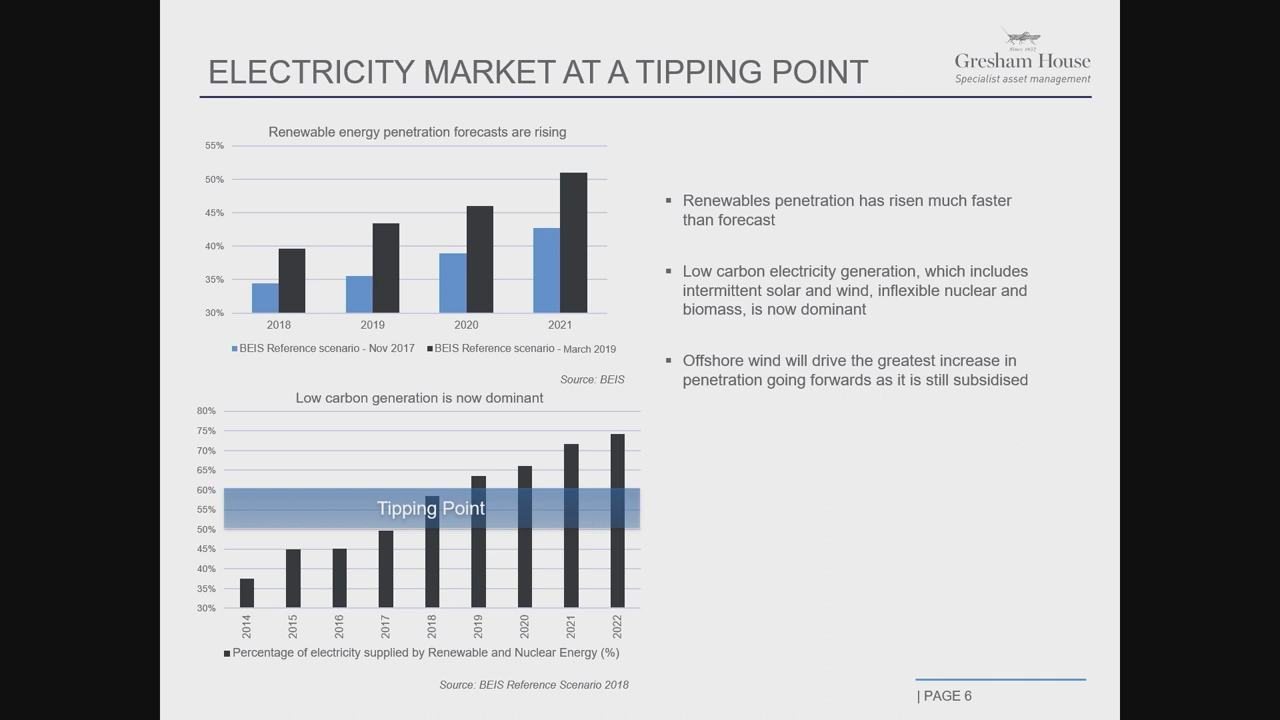 ELECTRICITY MARKET AT A TIPPING POINT
Since 1857
Gresham House
Specialist asset management
Renewable energy penetration forecasts are rising
55%
50%
45%
40%
35%
30%
2018 2019 2020 2021
BEIS Reference scenario - Nov 2017 BEIS Reference scenario - March 2019
Source: BEIS
Low carbon generation is now dominant
80%
75%
70%
65%
60%
55%
50%
45%
40%
35%
30%
Tipping Point
2014 2015 2016 2017 2018 2019 2020 2021 2022
Percentage of electricity supplied by Renewable and Nuclear Energy (%)
Source: BEIS Reference Scenario 2018
▪ Renewables penetration has risen much faster
than forecast
▪ Low carbon electricity generation, which includes
intermittent solar and wind, inflexible nuclear and
biomass, is now dominant
▪ Offshore wind will drive the greatest increase in
penetration going forwards as it is still subsidised
| PAGE 6